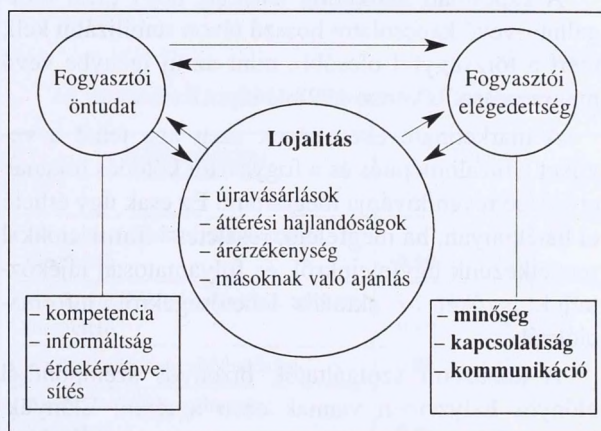 Fogyasztói
öntudat
Fogyasztói
elégedettség
Lojalitás
– újravásárlások
– áttérési hajlandóságok
– árérzékenység
– másoknak való ajánlás
– kompetencia
– informáltság
– érdekérvénye-
sítés
– minőség
– kapcsolatiság
– kommunikáció